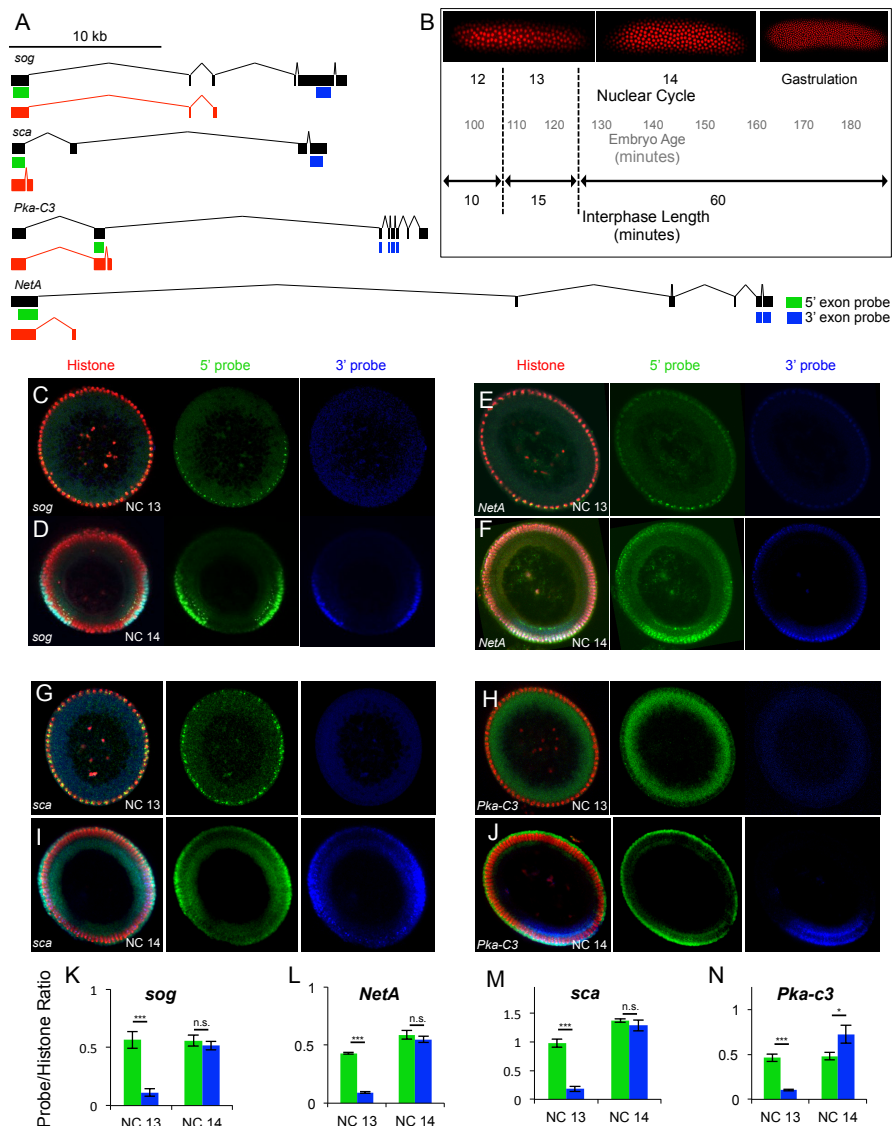 A
10 kb
sog
sca
Pka-C3
NetA
5' exon probe
3' exon probe
B
12 13 14 Gastrulation
Nuclear Cycle
100 110 120 130 140 150 160 170 180
Embryo Age
(minutes)
10 15 60
Interphase Length
(minutes)
Histone 5' probe 3' probe
C
sog NC 13
D
sog NC 14
Histone 5' probe 3' probe
E
NetA NC 13
F
NetA NC 14
G
sca NC 13
H
Pka-C3 NC 13
I
sca NC 14
J
Pka-C3 NC 14
Probe/Histone Ratio
K
sog
1
0.5
0
***
n.s.
NC 13 NC 14
L
NetA
1
0.5
0
***
n.s.
NC 13 NC 14
M
sca
1.5
1
0.5
0
***
n.s.
NC 13 NC 14
N
Pka-c3
1
0.5
0
***
*
NC 13 NC 14